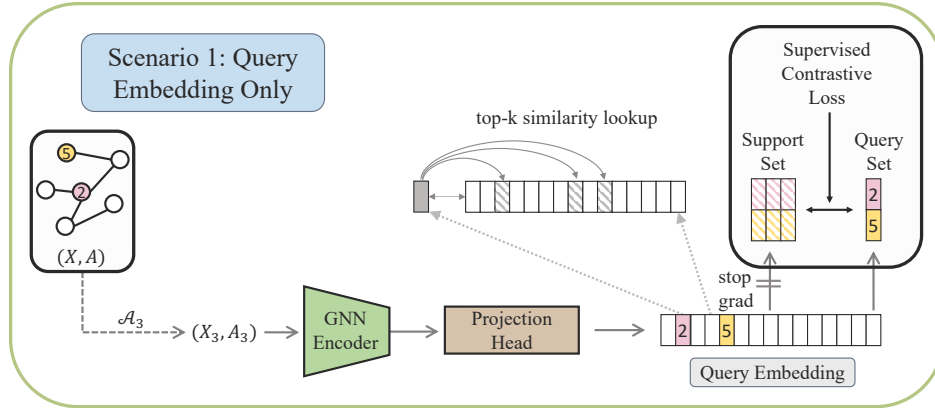 Scenario 1: Query
Embedding Only
Supervised
Contrastive
Loss
top-k similarity lookup
Support
Set
Query
Set
5
2
2
5
(X, A)
stop
grad
𝒜₃
(X₃, A₃)
GNN
Encoder
Projection
Head
2
5
Query Embedding